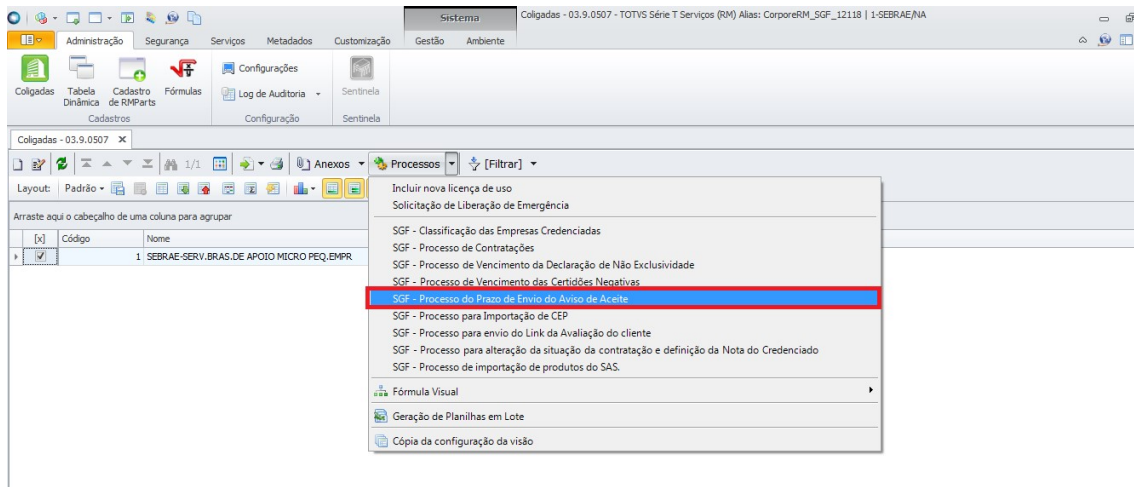 Sistema
Coligadas - 03.9.0507 - TOTVS Série T Serviços (RM) Alias: CorporeRM_SGF_12118 | 1-SEBRAE/NA
Administração Segurança Serviços Metadados Customização Gestão Ambiente
Coligadas
Tabela Dinâmica
Cadastro de RMParts
Fórmulas
Configurações
Log de Auditoria
Sentinela
Cadastros Configuração Sentinela
Coligadas - 03.9.0507
1/1 Anexos Processos [Filtrar]
Layout: Padrão
Arraste aqui o cabeçalho de uma coluna para agrupar
[x] Código Nome
1 SEBRAE-SERV.BRAS.DE APOIO MICRO PEQ.EMPR
Incluir nova licença de uso
Solicitação de Liberação de Emergência
SGF - Classificação das Empresas Credenciadas
SGF - Processo de Contratações
SGF - Processo de Vencimento da Declaração de Não Exclusividade
SGF - Processo de Vencimento das Certidões Negativas
SGF - Processo do Prazo de Envio do Aviso de Aceite
SGF - Processo para Importação de CEP
SGF - Processo para envio do Link da Avaliação do cliente
SGF - Processo para alteração da situação da contratação e definição da Nota do Credenciado
SGF - Processo de importação de produtos do SAS.
Fórmula Visual
Geração de Planilhas em Lote
Cópia da configuração da visão